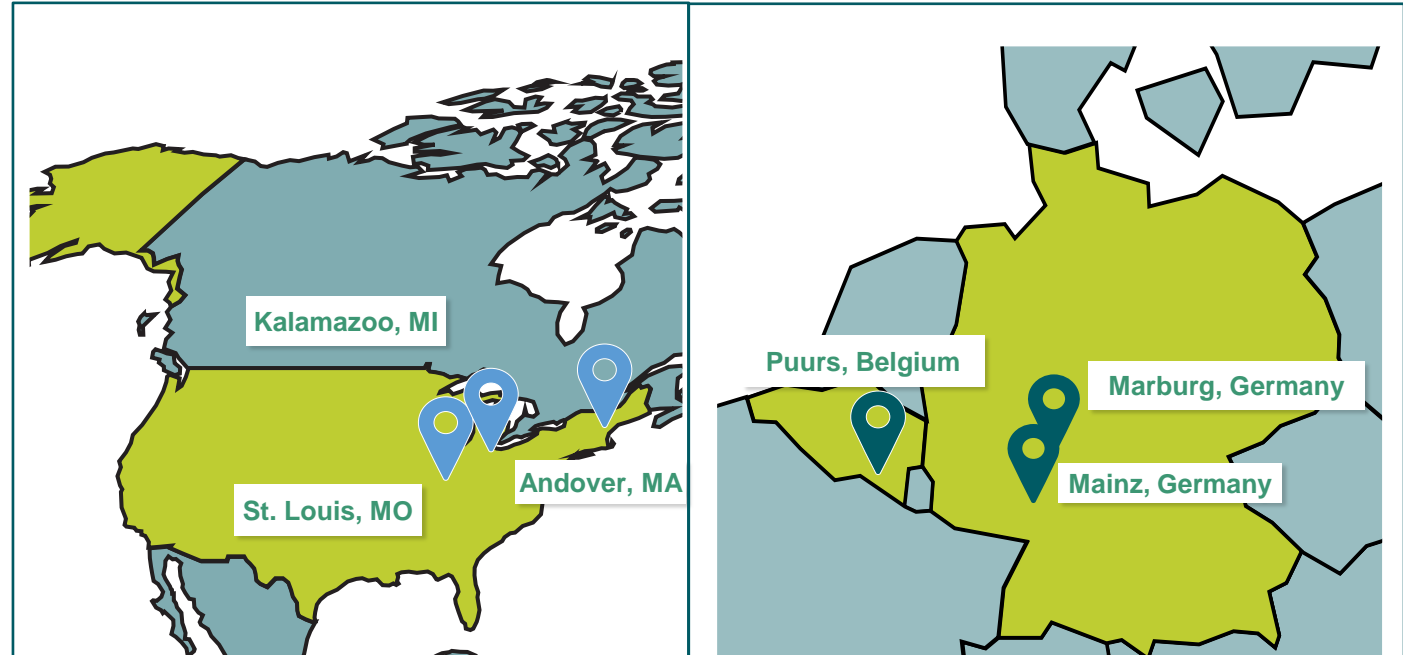 Kalamazoo, MI
Andover, MA
St. Louis, MO
Puurs, Belgium
Marburg, Germany
Mainz, Germany